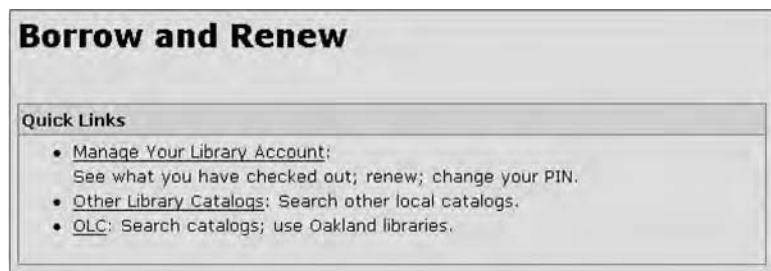 Borrow and Renew
Quick Links
• Manage Your Library Account:
See what you have checked out; renew; change your PIN.
• Other Library Catalogs: Search other local catalogs.
• OLC: Search catalogs; use Oakland libraries.